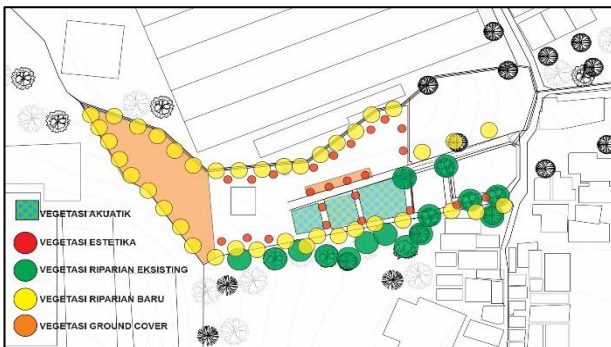 VEGETASI AKUATIK
VEGETASI ESTETIKA
VEGETASI RIPARIAN EKSISTING
VEGETASI RIPARIAN BARU
VEGETASI GROUND COVER